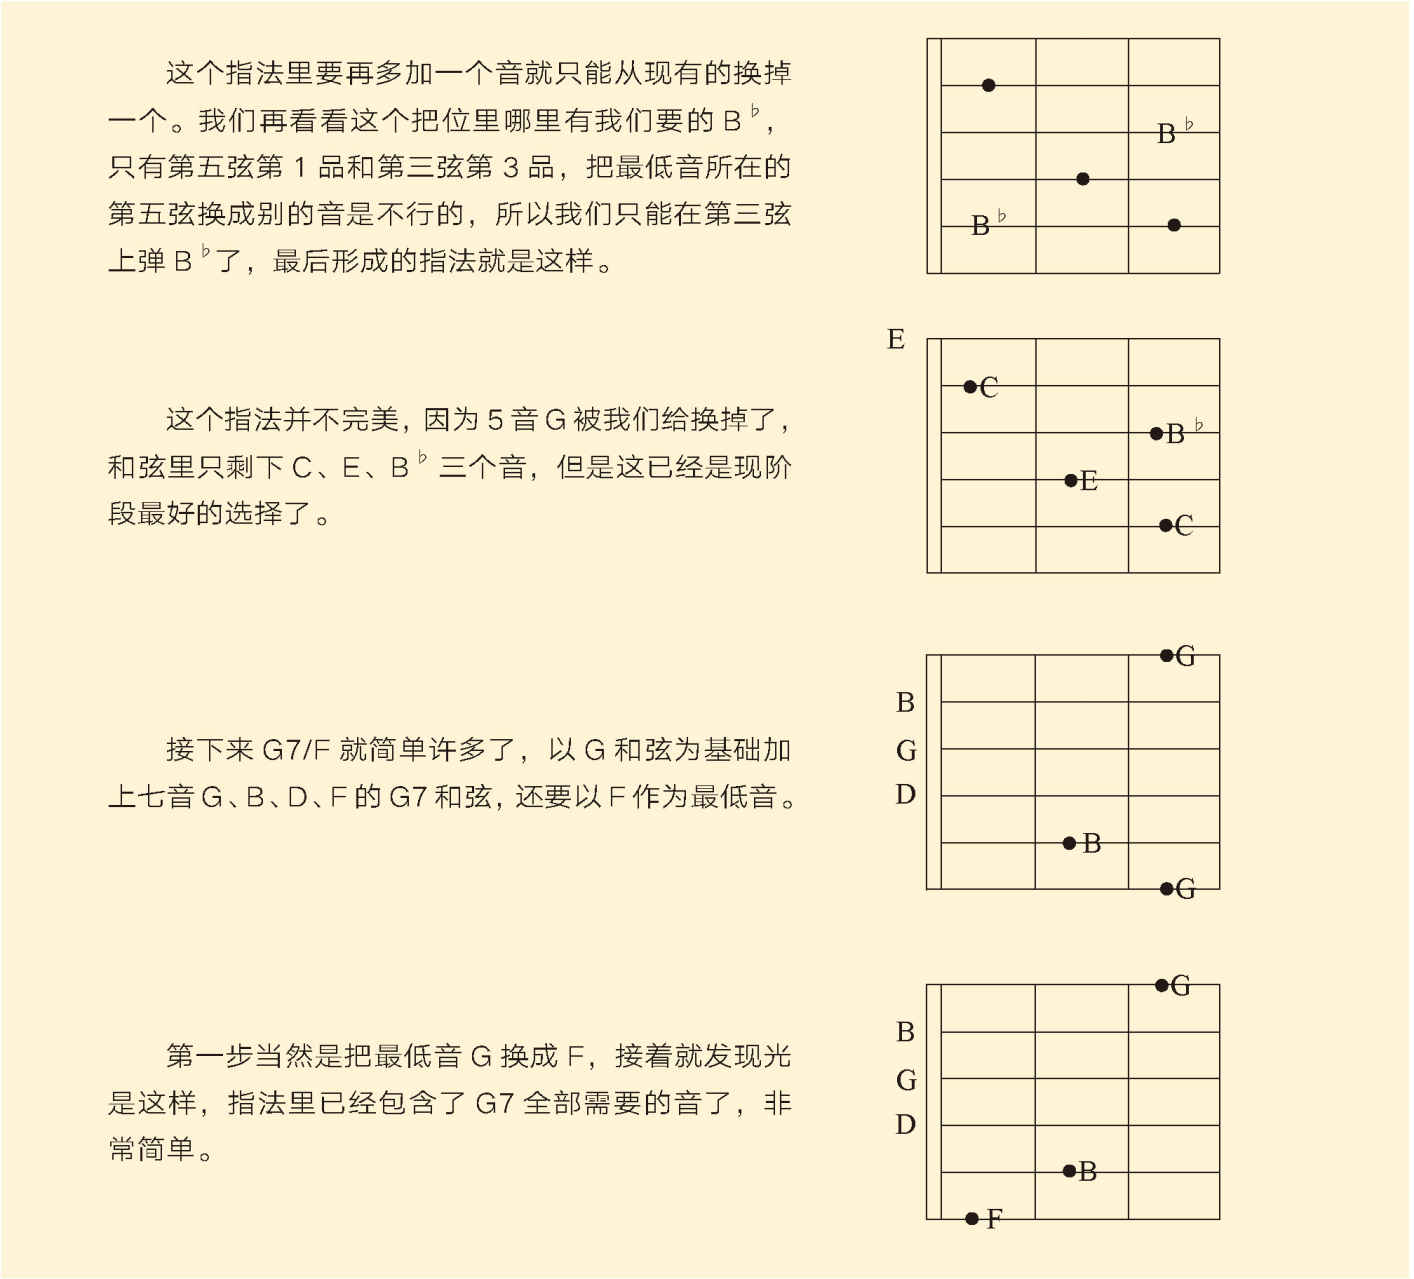 这个指法里要再多加一个音就只能从现有的换掉
一个。我们再看看这个把位里哪里有我们要的 B♭，
只有第五弦第 1 品和第三弦第 3 品，把最低音所在的
第五弦换成别的音是不行的，所以我们只能在第三弦
上弹 B♭了，最后形成的指法就是这样。
B♭
B♭
这个指法并不完美，因为 5 音 G 被我们给换掉了，
和弦里只剩下 C、E、B♭ 三个音，但是这已经是现阶
段最好的选择了。
E
C
B♭
E
C
接下来 G7/F 就简单许多了，以 G 和弦为基础加
上七音 G、B、D、F 的 G7 和弦，还要以 F 作为最低音。
G
B
G
D
B
G
第一步当然是把最低音 G 换成 F，接着就发现光
是这样，指法里已经包含了 G7 全部需要的音了，非
常简单。
G
B
G
D
B
F